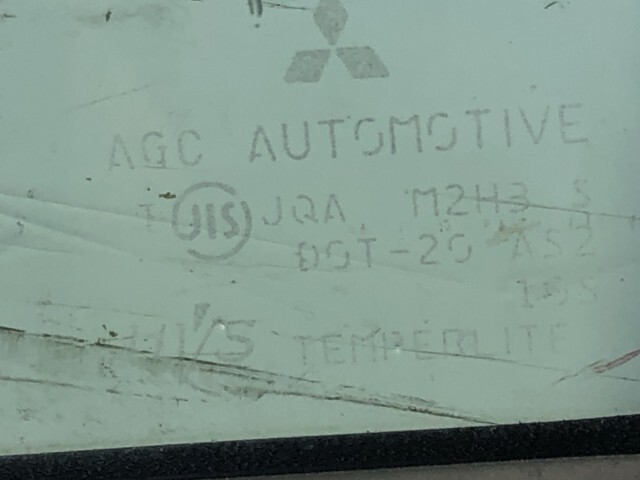 AGC AUTOMOTIVE
T JIS JQA M2H3 S
DOT-20 AS2
TEMPERLITE